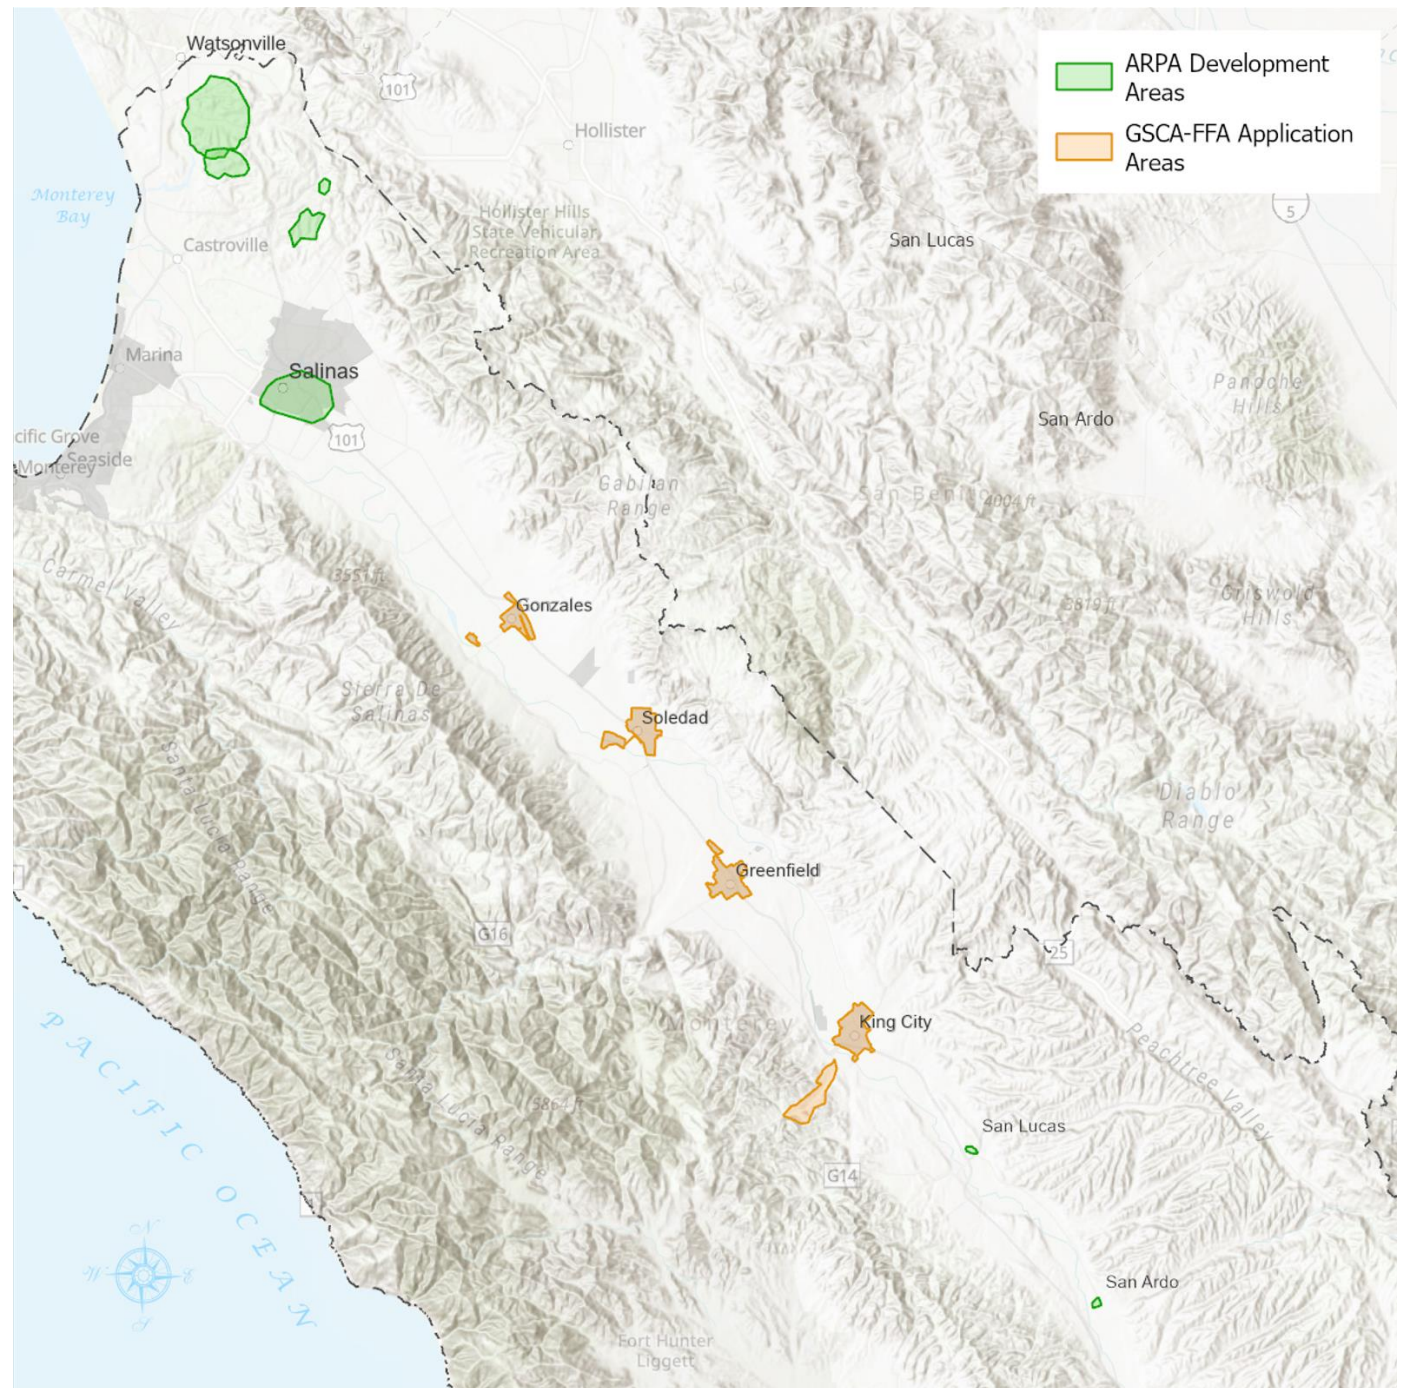 Watsonville
101
Hollister
ARPA Development
Areas
GSCA-FFA Application
Areas
5
Monterey
Bay
Castroville
Hollister Hills
State Vehicular
Recreation Area
San Lucas
Marina
Salinas
Panoche
Hills
San Ardo
101
cific Grove
Seaside
Monterey
Gabilan
Range
San Benito
4004 ft
Carmel Valley
3551 ft
Gonzales
3819 ft
Griswold
Hills
Sierra De
Salinas
Soledad
Santa Lucia Range
Diablo
Range
Greenfield
G16
25
Monterey
King City
PACIFIC OCEAN
Santa Lucia Range
5864 ft
Peachtree Valley
San Lucas
G14
1
N
W
E
S
San Ardo
Fort Hunter
Liggett